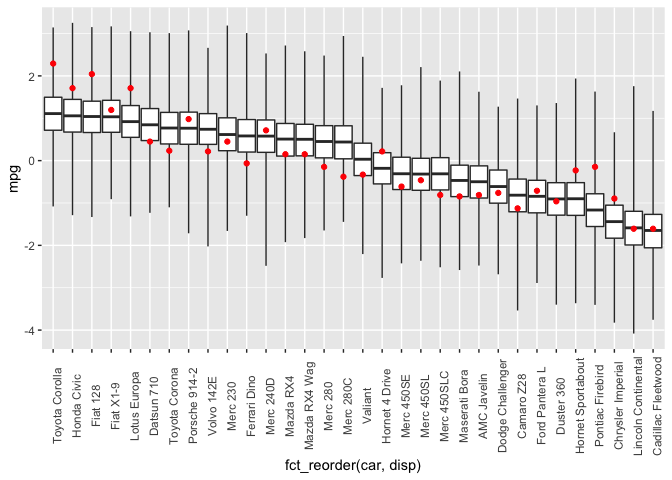 mpg
2
0
-2
-4
Toyota Corolla
Honda Civic
Fiat 128
Fiat X1-9
Lotus Europa
Datsun 710
Toyota Corona
Porsche 914-2
Volvo 142E
Merc 230
Ferrari Dino
Merc 240D
Mazda RX4
Mazda RX4 Wag
Merc 280
Merc 280C
Valiant
Hornet 4 Drive
Merc 450SE
Merc 450SL
Merc 450SLC
Maserati Bora
AMC Javelin
Dodge Challenger
Camaro Z28
Ford Pantera L
Duster 360
Hornet Sportabout
Pontiac Firebird
Chrysler Imperial
Lincoln Continental
Cadillac Fleetwood
fct_reorder(car, disp)